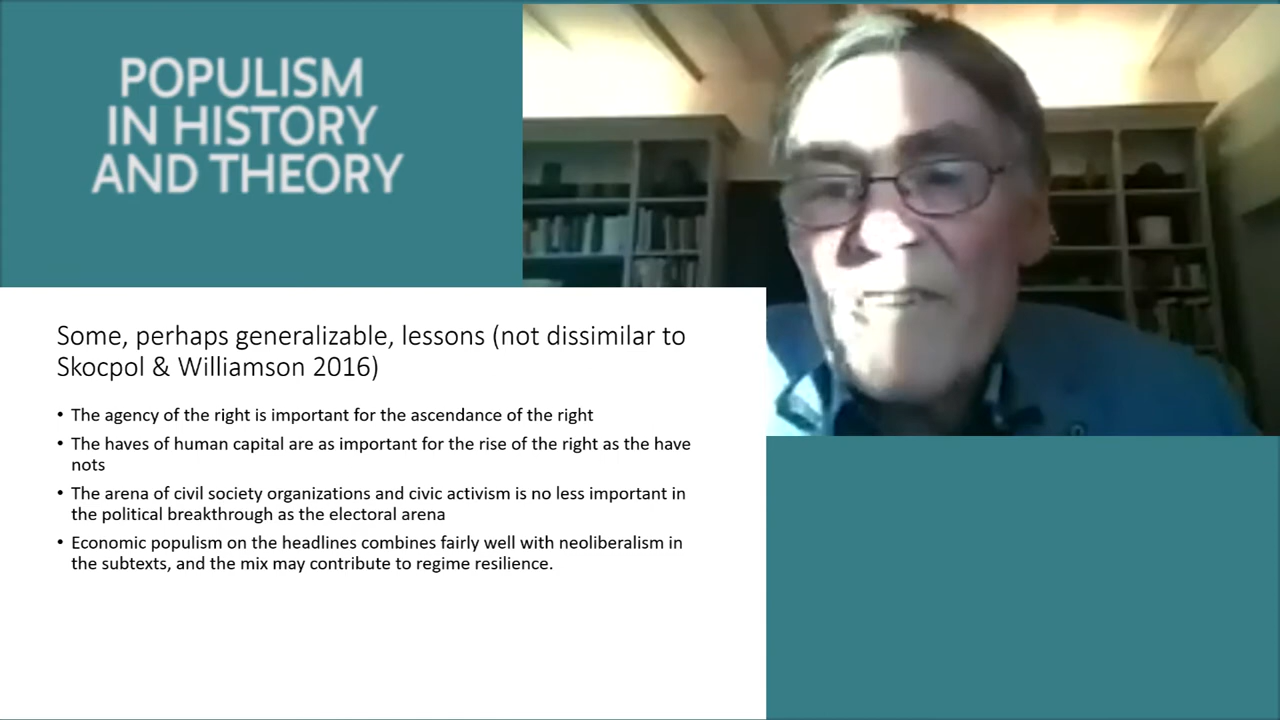 POPULISM
IN HISTORY
AND THEORY
Some, perhaps generalizable, lessons (not dissimilar to
Skocpol & Williamson 2016)
• The agency of the right is important for the ascendance of the right
• The haves of human capital are as important for the rise of the right as the have
nots
• The arena of civil society organizations and civic activism is no less important in
the political breakthrough as the electoral arena
• Economic populism on the headlines combines fairly well with neoliberalism in
the subtexts, and the mix may contribute to regime resilience.